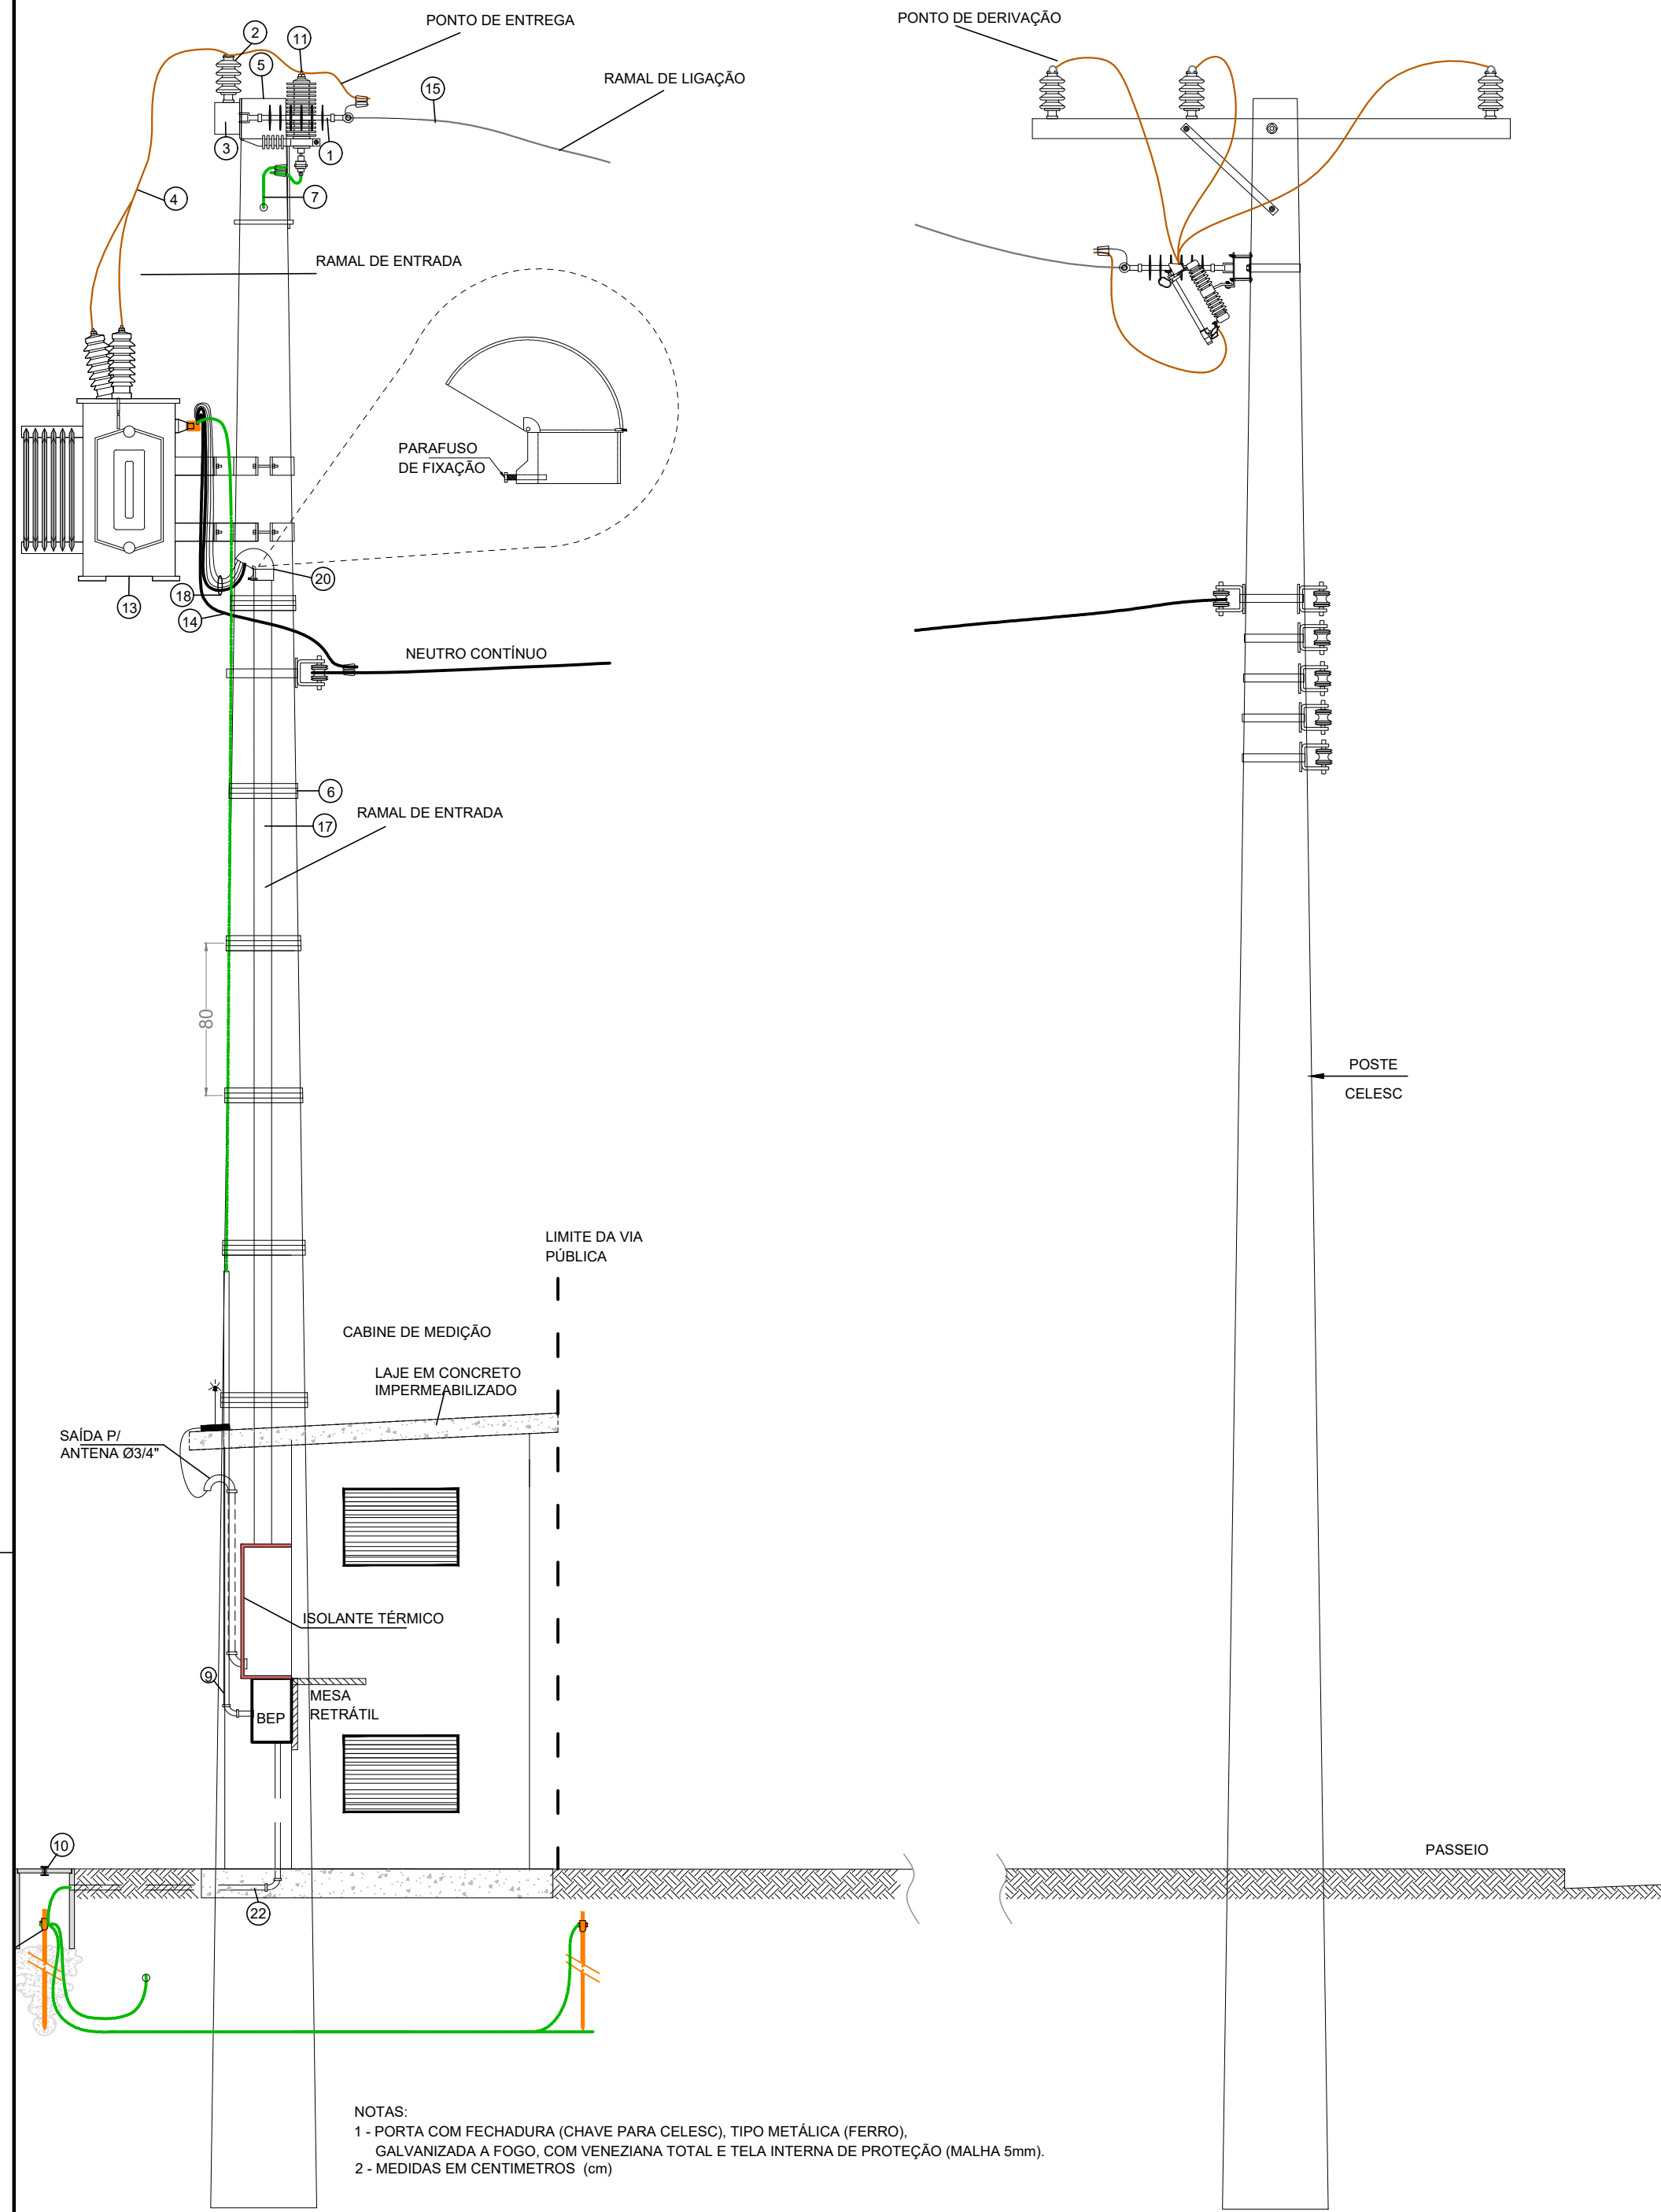 PONTO DE ENTREGA
PONTO DE DERIVAÇÃO
2
11
5
RAMAL DE LIGAÇÃO
15
3
1
4
7
RAMAL DE ENTRADA
PARAFUSO
DE FIXAÇÃO
20
18
13
14
NEUTRO CONTÍNUO
6
RAMAL DE ENTRADA
17
80
POSTE
CELESC
LIMITE DA VIA
PÚBLICA
CABINE DE MEDIÇÃO
LAJE EM CONCRETO
IMPERMEABILIZADO
SAÍDA P/
ANTENA Ø3/4"
ISOLANTE TÉRMICO
9
MESA
RETRÁTIL
BEP
10
PASSEIO
22
NOTAS:
1 - PORTA COM FECHADURA (CHAVE PARA CELESC), TIPO METÁLICA (FERRO),
GALVANIZADA A FOGO, COM VENEZIANA TOTAL E TELA INTERNA DE PROTEÇÃO (MALHA 5mm).
2 - MEDIDAS EM CENTIMETROS (cm)